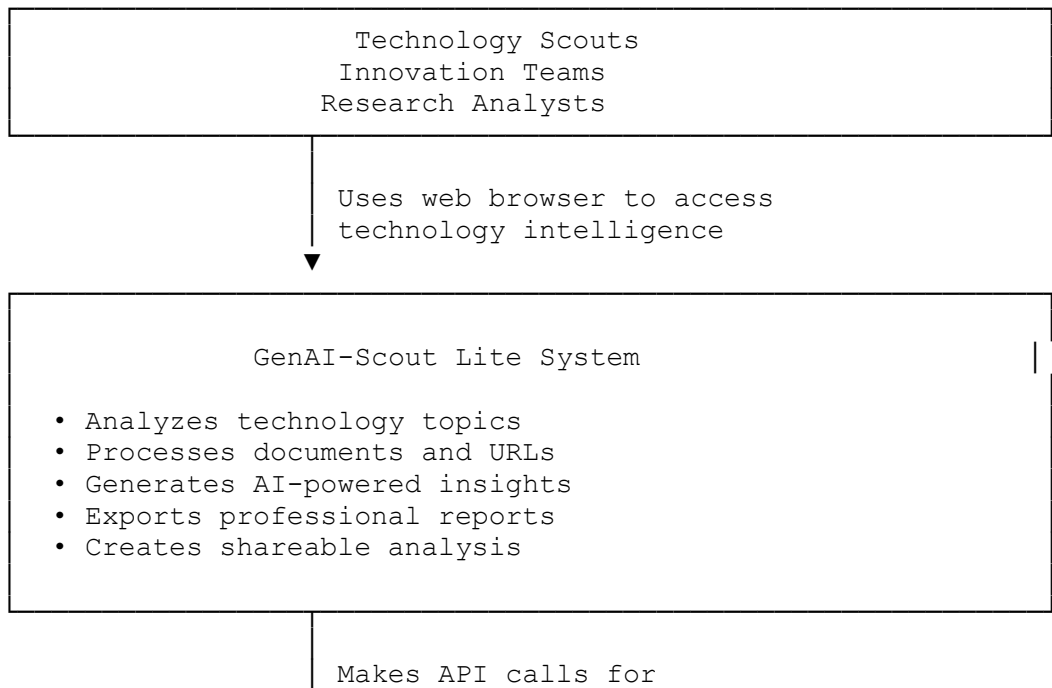 Technology Scouts
Innovation Teams
Research Analysts
Uses web browser to access
technology intelligence
GenAI-Scout Lite System
• Analyzes technology topics
• Processes documents and URLs
• Generates AI-powered insights
• Exports professional reports
• Creates shareable analysis
Makes API calls for